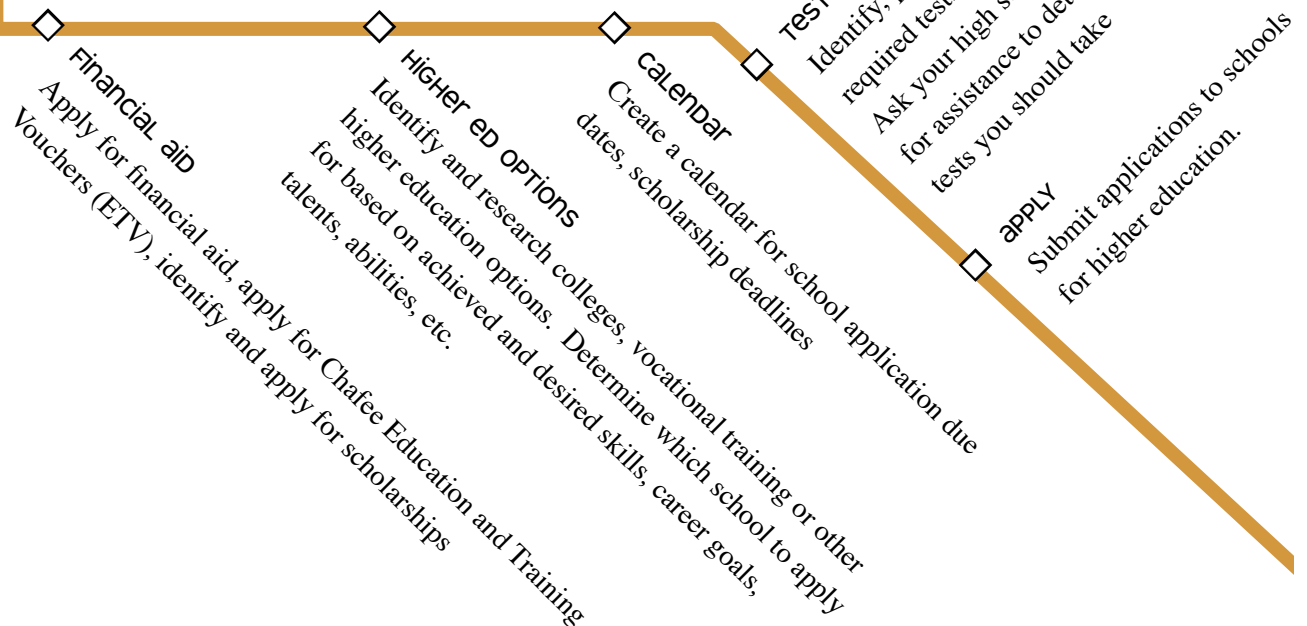 Financial aid
Apply for financial aid, apply for Chafee Education and Training
Vouchers (ETV), identify and apply for scholarships
Higher ed options
Identify and research colleges, vocational training or other
higher education options.  Determine which school to apply
for based on achieved and desired skills, career goals,
talents, abilities, etc.
calendar
Create a calendar for school application due
dates, scholarship deadlines
Identify,
required
Ask your high
for assistance to
tests you should take
apply
Submit applications to schools
for higher education.